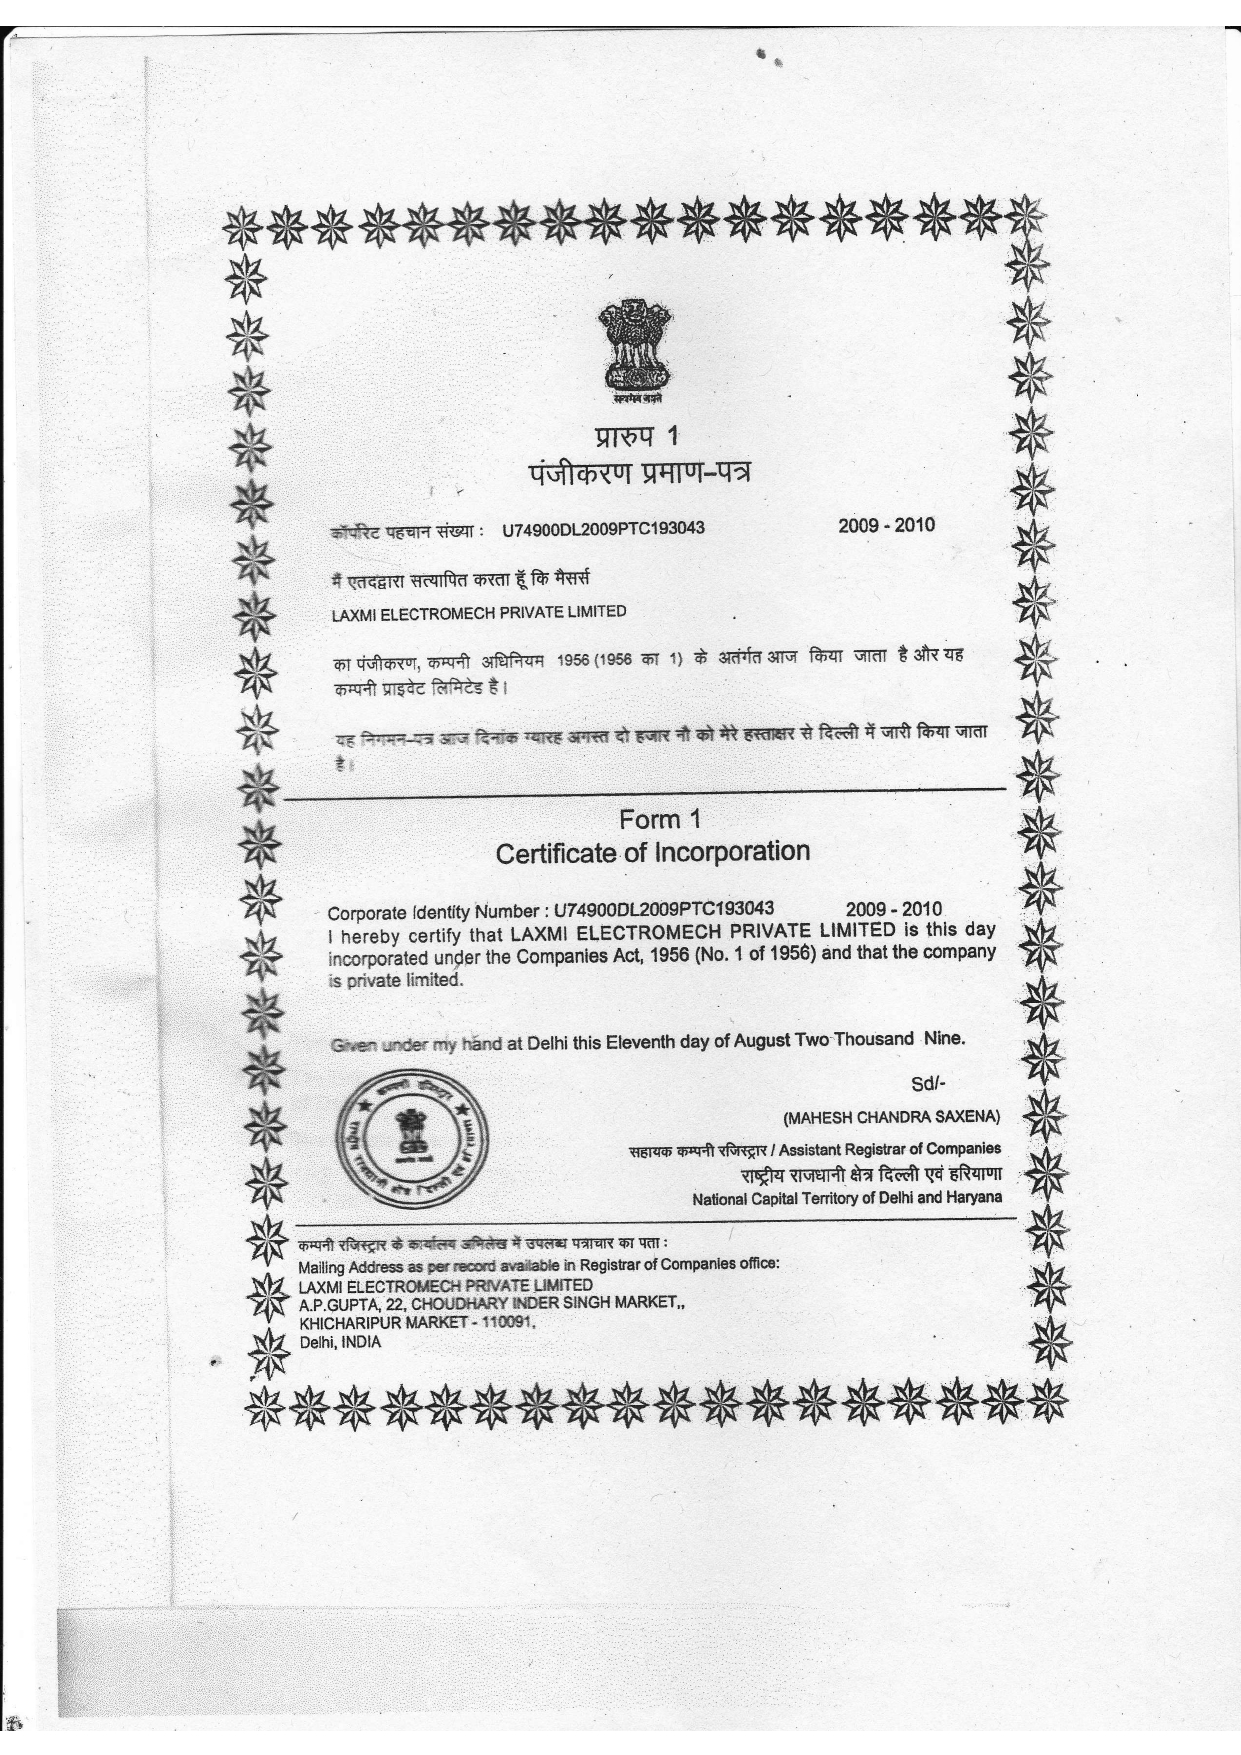 सत्यमेव जयते
प्रारुप 1
पंजीकरण प्रमाण-पत्र
कॉर्पोरेट पहचान संख्या : U74900DL2009PTC193043 2009 - 2010
मैं एतदद्वारा सत्यापित करता हूँ कि मैसर्स
LAXMI ELECTROMECH PRIVATE LIMITED
का पंजीकरण, कम्पनी अधिनियम 1956 (1956 का 1) के अतंर्गत आज किया जाता है और यह
कम्पनी प्राइवेट लिमिटेड है।
यह निगमन-पत्र आज दिनांक ग्यारह अगस्त दो हजार नौ को मेरे हस्ताक्षर से दिल्ली में जारी किया जाता
है।
Form 1
Certificate of Incorporation
Corporate Identity Number : U74900DL2009PTC193043 2009 - 2010
I hereby certify that LAXMI ELECTROMECH PRIVATE LIMITED is this day
incorporated under the Companies Act, 1956 (No. 1 of 1956) and that the company
is private limited.
Given under my hand at Delhi this Eleventh day of August Two Thousand Nine.
Sd/-
(MAHESH CHANDRA SAXENA)
सहायक कम्पनी रजिस्ट्रार / Assistant Registrar of Companies
राष्ट्रीय राजधानी क्षेत्र दिल्ली एवं हरियाणा
National Capital Territory of Delhi and Haryana
कम्पनी रजिस्ट्रार के कार्यालय अभिलेख में उपलब्ध पत्राचार का पता :
Mailing Address as per record available in Registrar of Companies office:
LAXMI ELECTROMECH PRIVATE LIMITED
A.P.GUPTA, 22, CHOUDHARY INDER SINGH MARKET,,
KHICHARIPUR MARKET - 110091,
Delhi, INDIA